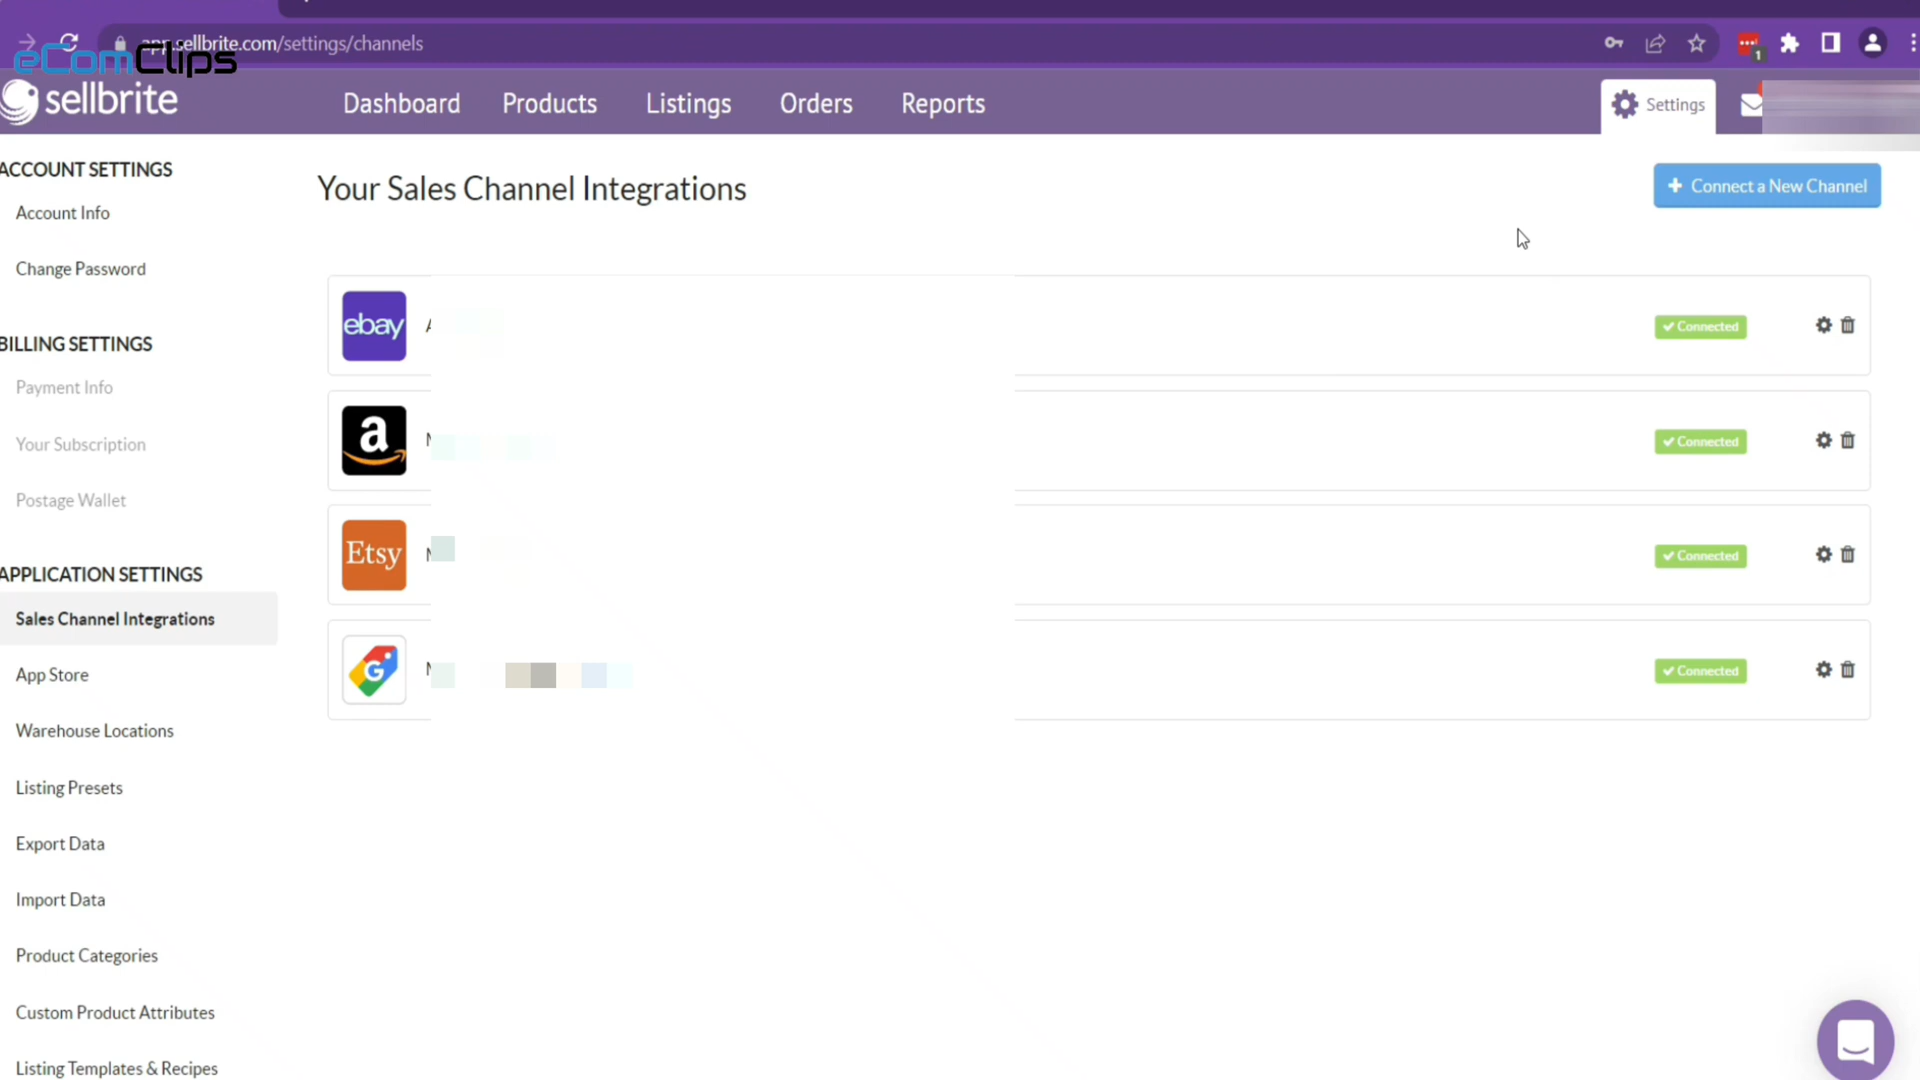 app.sellbrite.com/settings/channels
eComClips
1
sellbrite
Dashboard
Products
Listings
Orders
Reports
Settings
ACCOUNT SETTINGS
Account Info
Change Password
BILLING SETTINGS
Payment Info
Your Subscription
Postage Wallet
APPLICATION SETTINGS
Sales Channel Integrations
App Store
Warehouse Locations
Listing Presets
Export Data
Import Data
Product Categories
Custom Product Attributes
Listing Templates & Recipes
Your Sales Channel Integrations
+ Connect a New Channel
ebay
Connected
a
Connected
Etsy
Connected
G
Connected